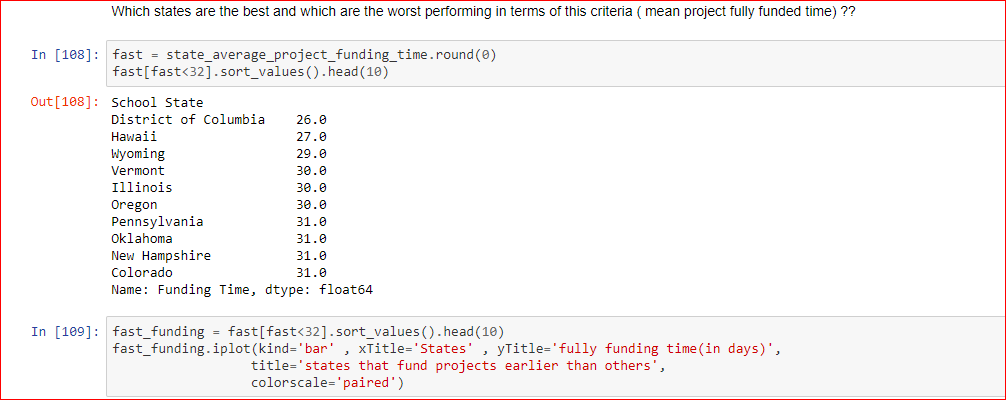 Which states are the best and which are the worst performing in terms of this criteria ( mean project fully funded time) ??
In [108]: fast = state_average_project_funding_time.round(0)
fast[fast<32].sort_values().head(10)
Out[108]: School State
District of Columbia    26.0
Hawaii                  27.0
Wyoming                 29.0
Vermont                 30.0
Illinois                30.0
Oregon                  30.0
Pennsylvania            31.0
Oklahoma                31.0
New Hampshire           31.0
Colorado                31.0
Name: Funding Time, dtype: float64
In [109]: fast_funding = fast[fast<32].sort_values().head(10)
fast_funding.iplot(kind='bar' , xTitle='States' , yTitle='fully funding time(in days)',
                  title='states that fund projects earlier than others',
                  colorscale='paired')